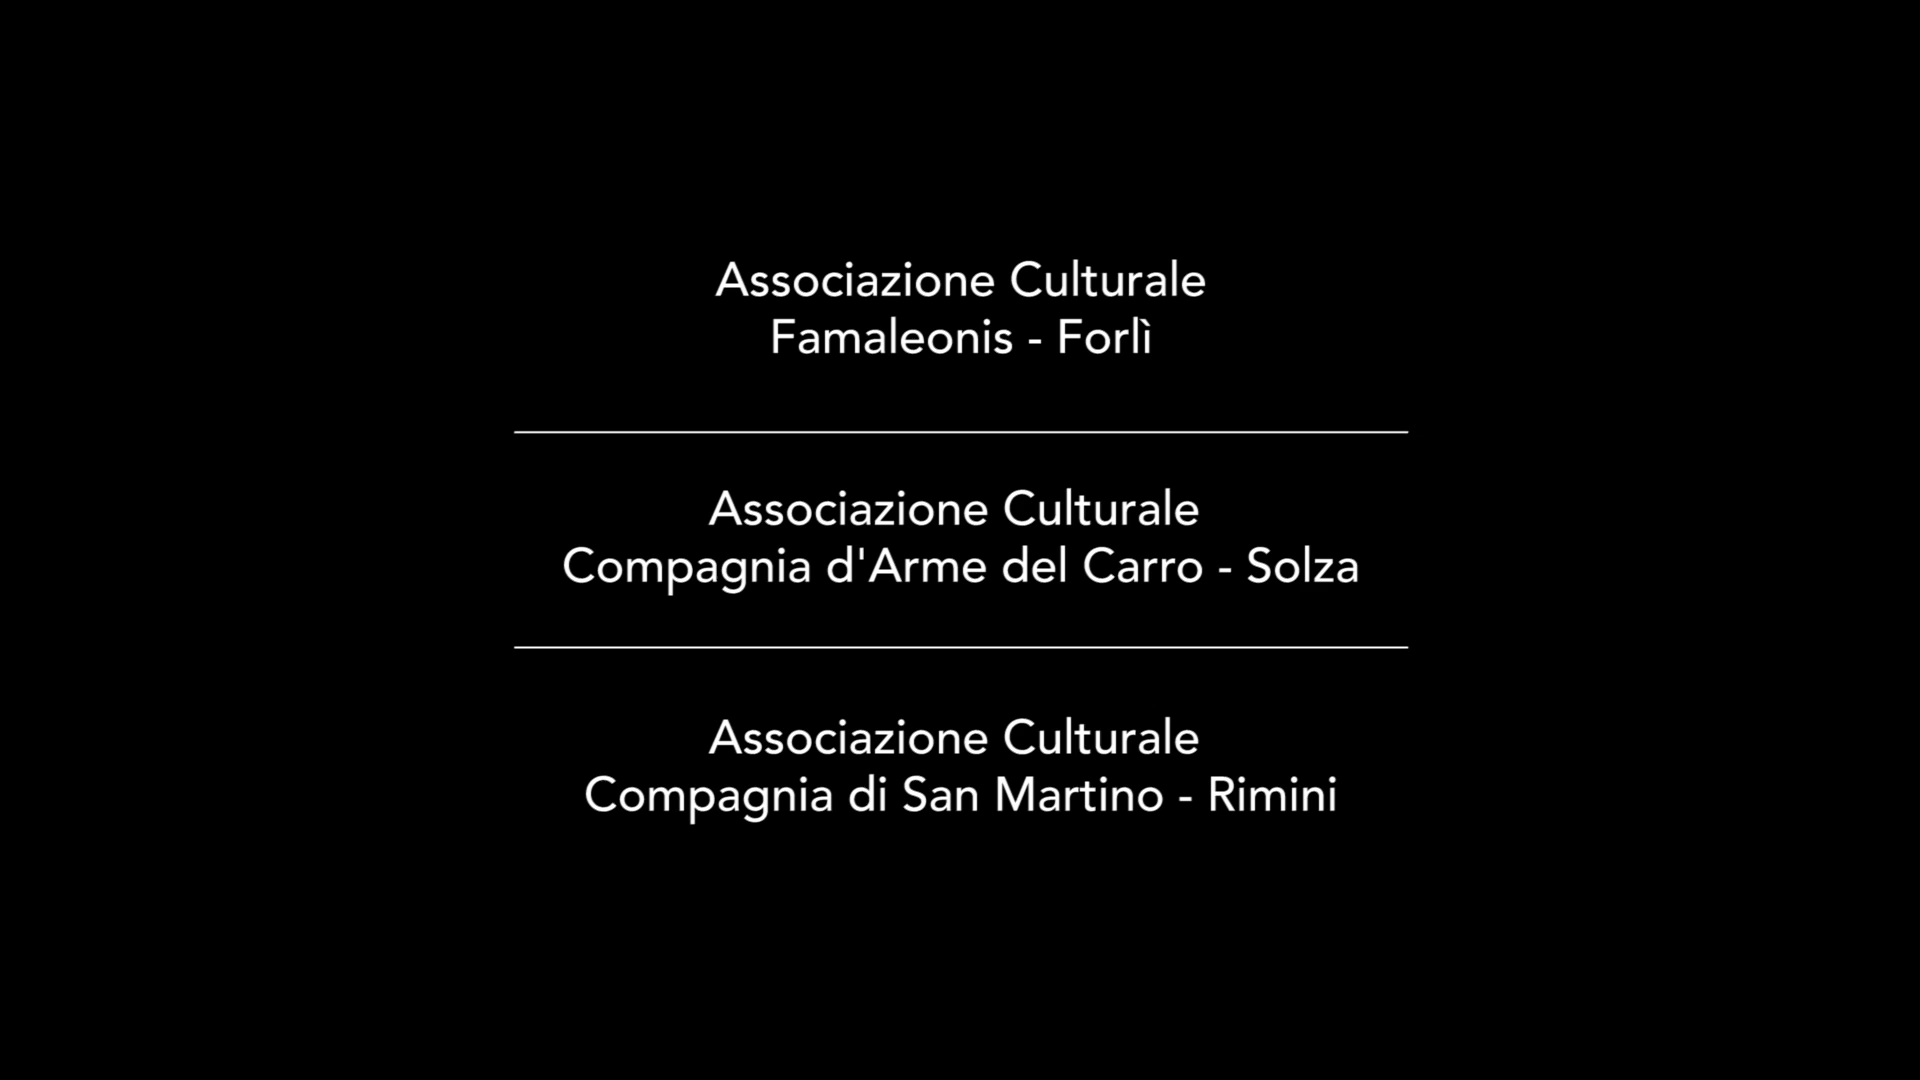 Associazione Culturale
Famaleonis - Forlì
Associazione Culturale
Compagnia d'Arme del Carro - Solza
Associazione Culturale
Compagnia di San Martino - Rimini